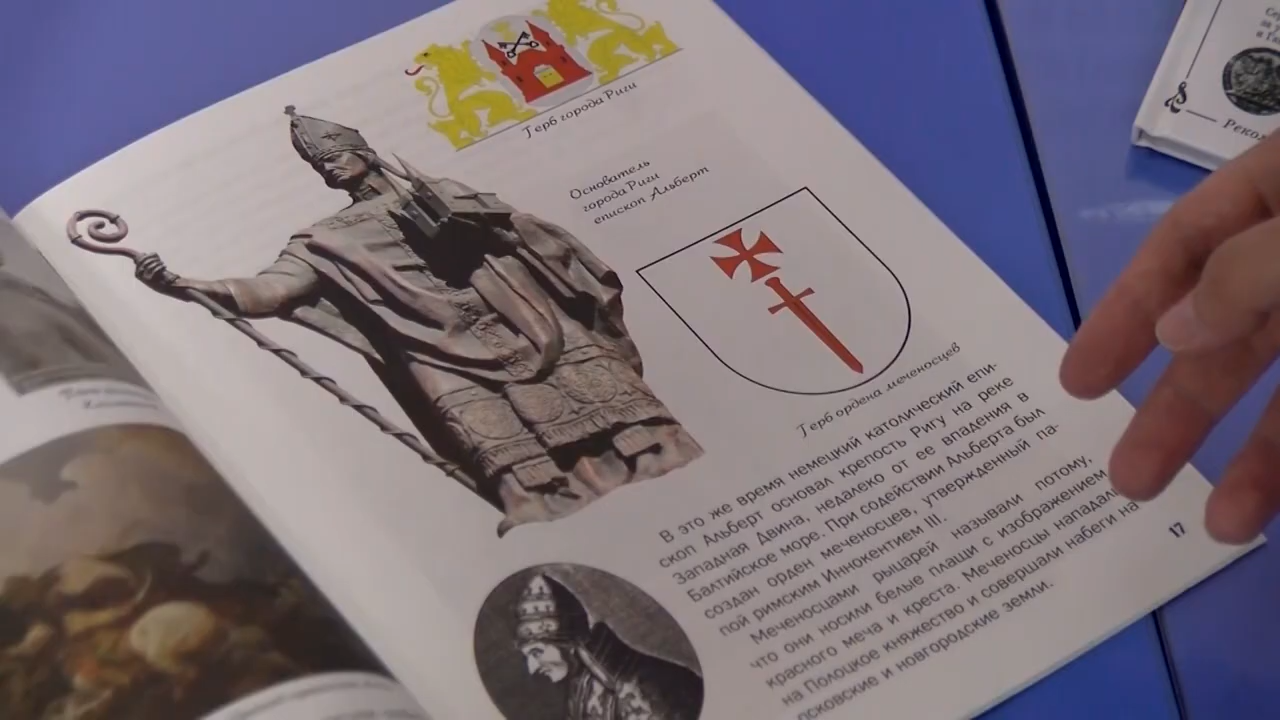 Герб города Риги
Основатель
города Риги
епископ Альберт
Герб ордена меченосцев
В это же время немецкий католический епи-
скоп Альберт основал крепость Ригу на реке
Западная Двина, недалеко от ее впадения в
Балтийское море. При содействии Альберта был
создан орден меченосцев, утвержденный па-
пой римским Иннокентием III.
Меченосцами рыцарей называли потому,
что они носили белые плащи с изображением
красного меча и креста. Меченосцы нападали
на Полоцкое княжество и совершали набеги на
псковские и новгородские земли.
17